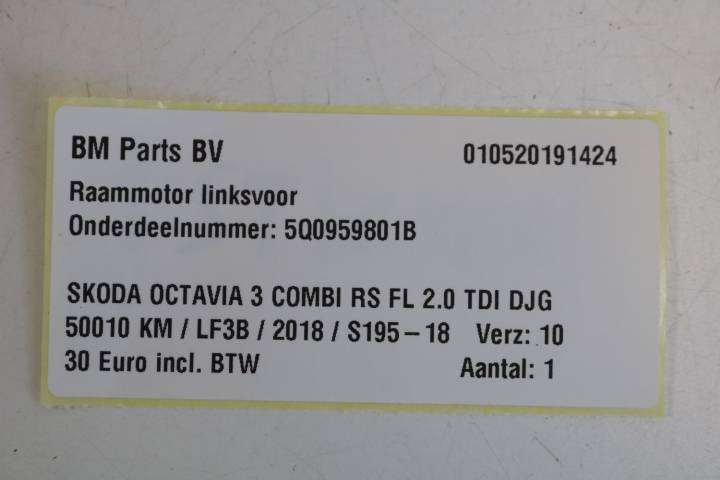 BM Parts BV 010520191424
Raammotor linksvoor
Onderdeelnummer: 5Q0959801B
SKODA OCTAVIA 3 COMBI RS FL 2.0 TDI DJG
50010 KM / LF3B / 2018 / S195-18 Verz: 10
30 Euro incl. BTW Aantal: 1